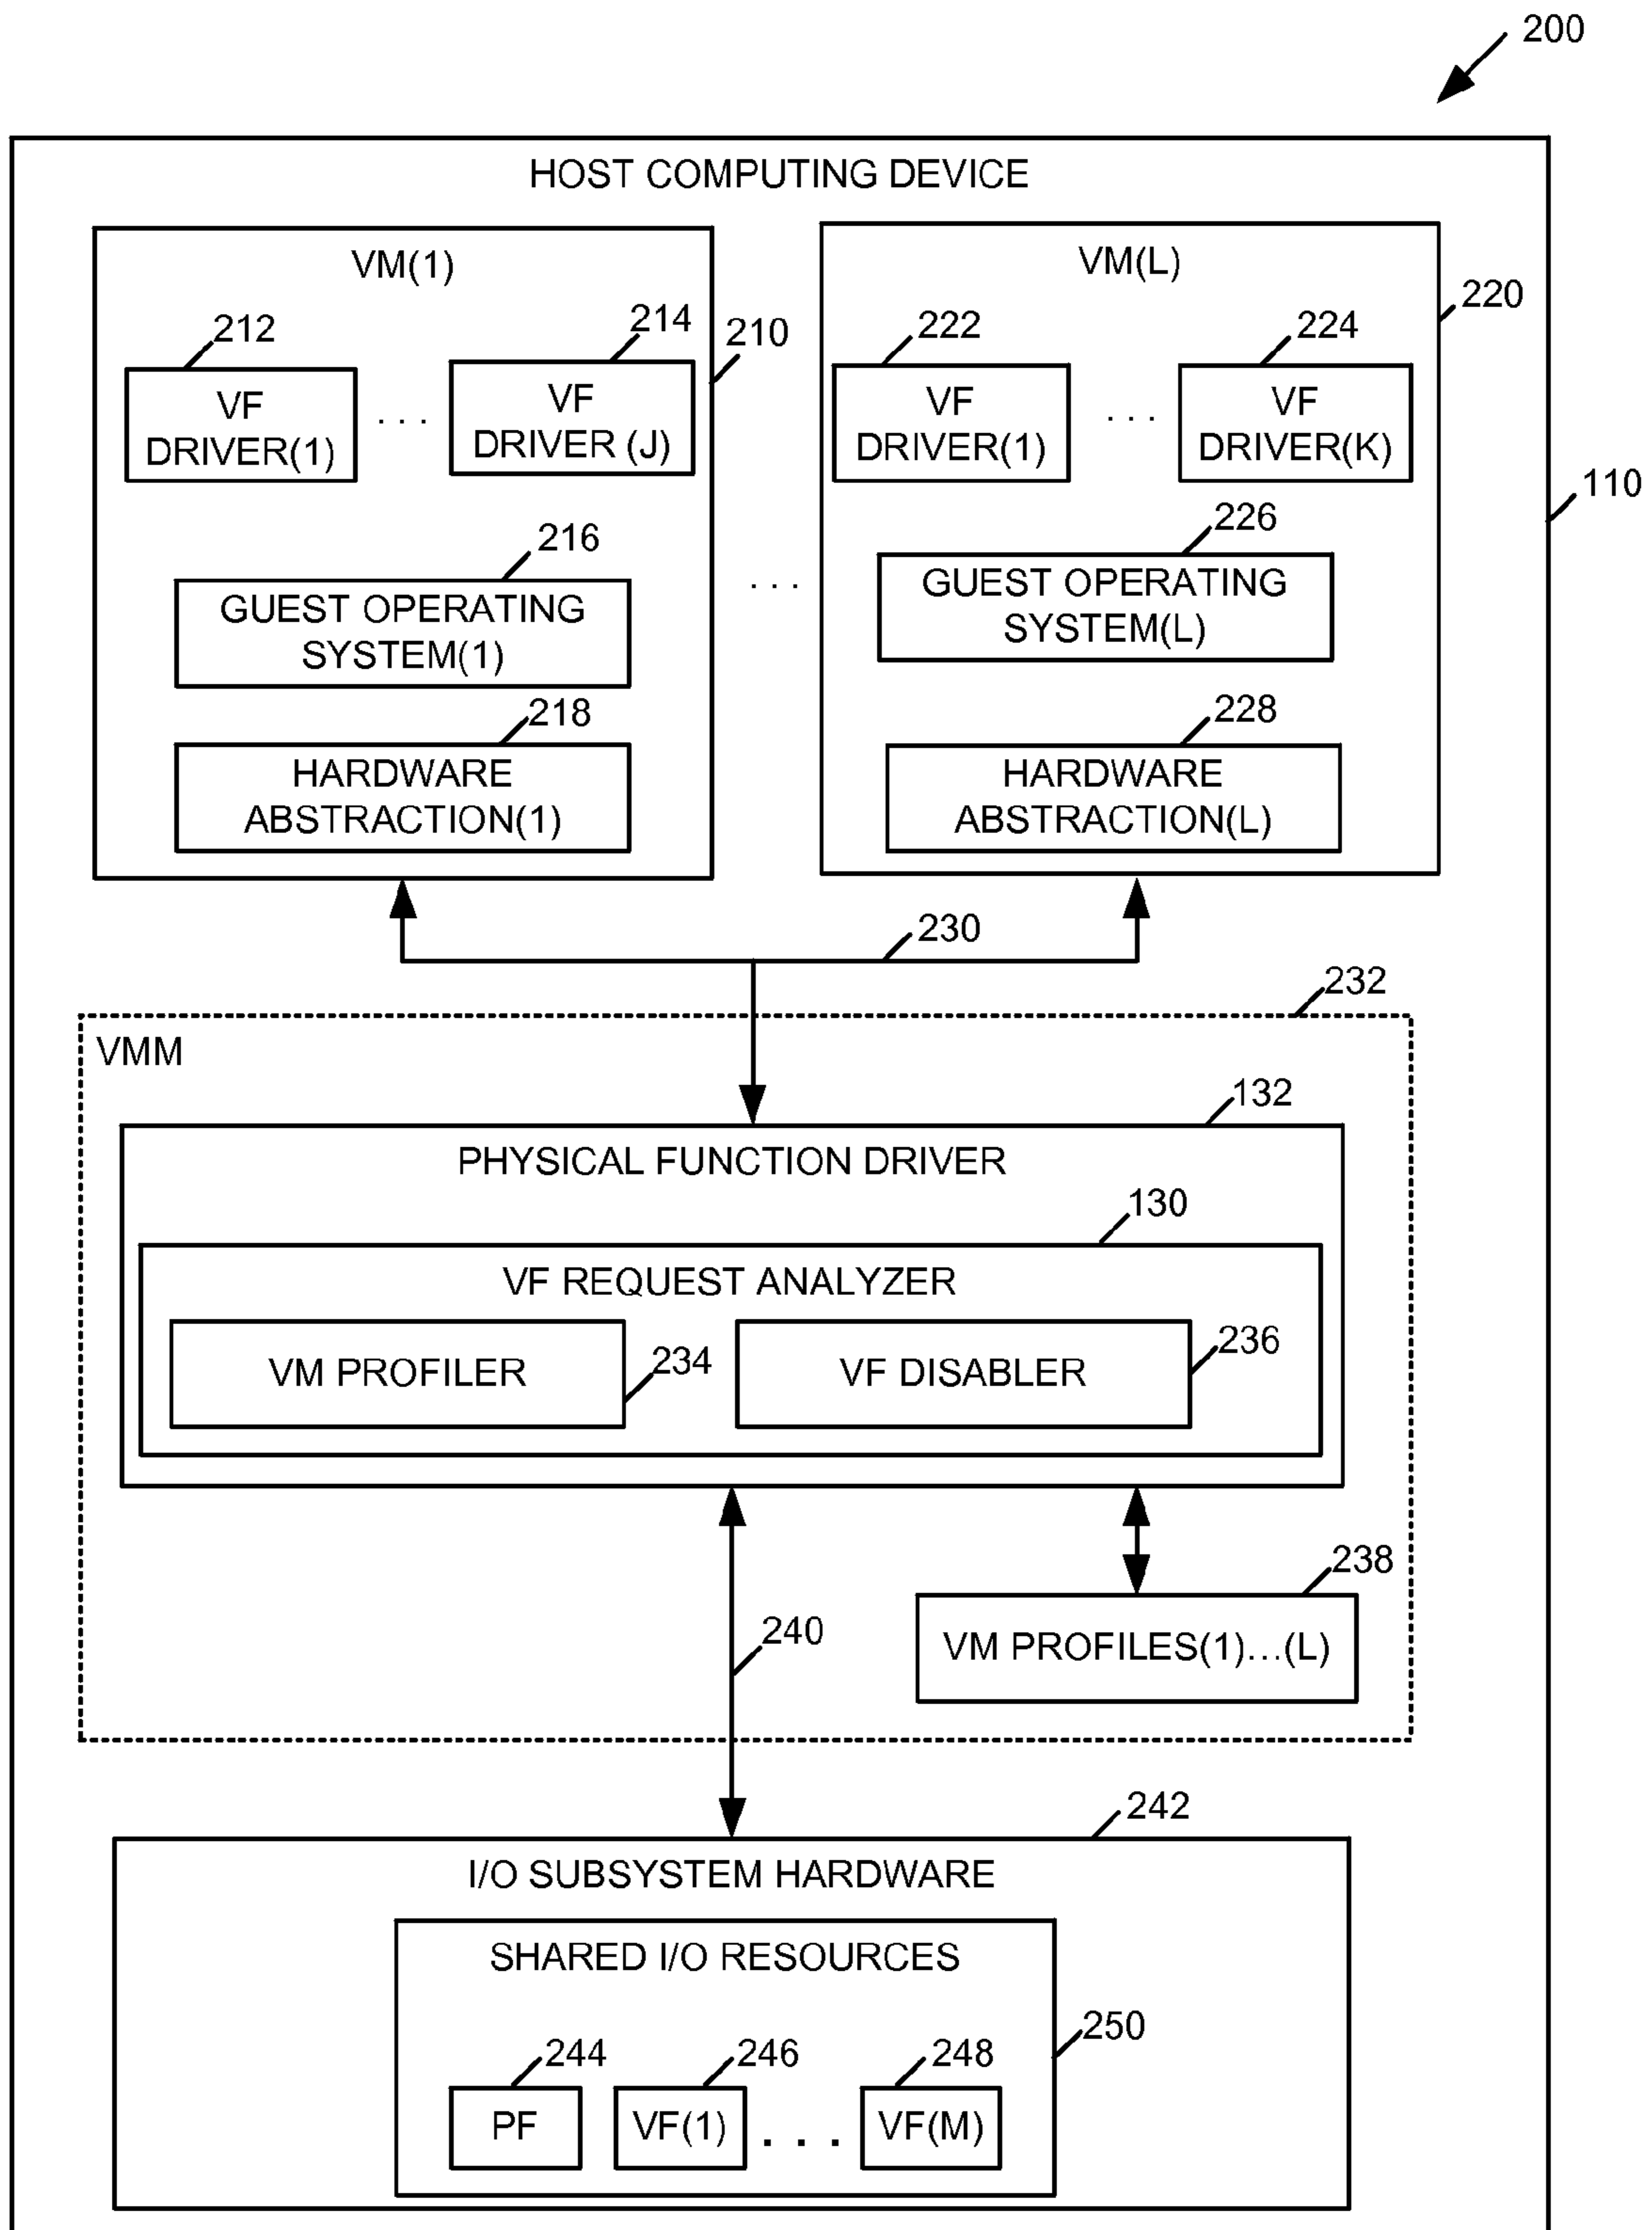 200
HOST COMPUTING DEVICE
VM(1)
VM(L)
220
212
214
210
222
224
VF
DRIVER(1)
. . .
VF
DRIVER (J)
VF
DRIVER(1)
. . .
VF
DRIVER(K)
110
216
226
GUEST OPERATING
SYSTEM(1)
. . .
GUEST OPERATING
SYSTEM(L)
218
228
HARDWARE
ABSTRACTION(1)
HARDWARE
ABSTRACTION(L)
230
232
VMM
132
PHYSICAL FUNCTION DRIVER
130
VF REQUEST ANALYZER
VM PROFILER
234
VF DISABLER
236
238
240
VM PROFILES(1)...(L)
242
I/O SUBSYSTEM HARDWARE
SHARED I/O RESOURCES
250
244
246
248
PF
VF(1)
. . .
VF(M)